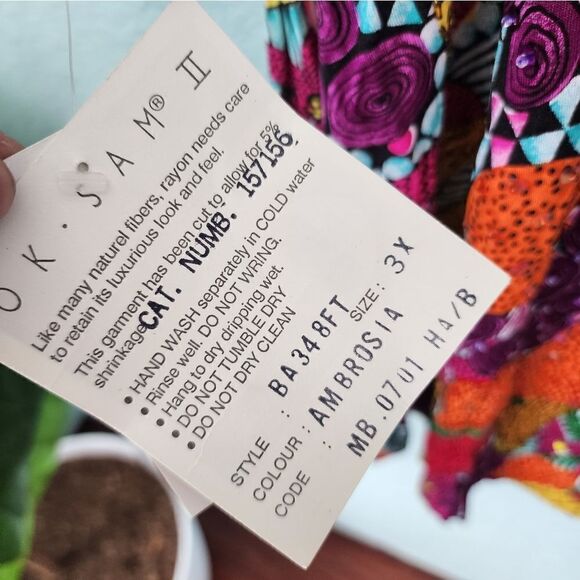 OK.SAM® II
Like many naturel fibers, rayon needs care
to retain its luxurious look and feel.
This garment has been cut to allow for 5%
shrinkage
CAT. NUMB. 157156
• HAND WASH separately in COLD water
• Rinse well. DO NOT WRING.
• Hang to dry dripping wet.
• DO NOT TUMBLE DRY
• DO NOT DRY CLEAN
STYLE : BA348FT SIZE: 3X
COLOUR : AMBROSIA
CODE : MB.0701 HA/B